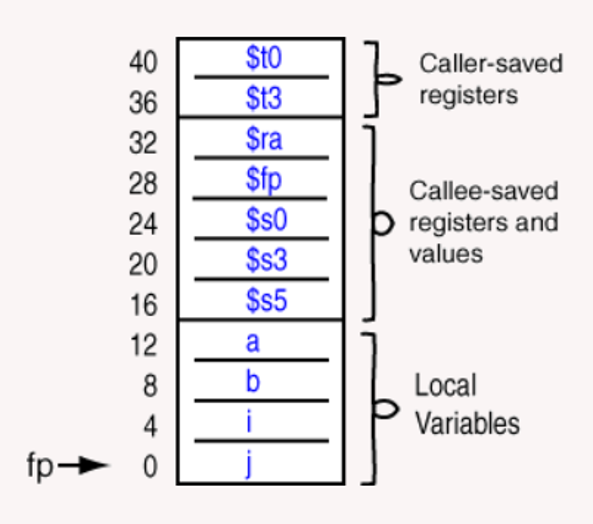 40 $t0
36 $t3
Caller-saved
registers
32 $ra
28 $fp
24 $s0
20 $s3
16 $s5
Callee-saved
registers and
values
12 a
8 b
4 i
fp 0 j
Local
Variables